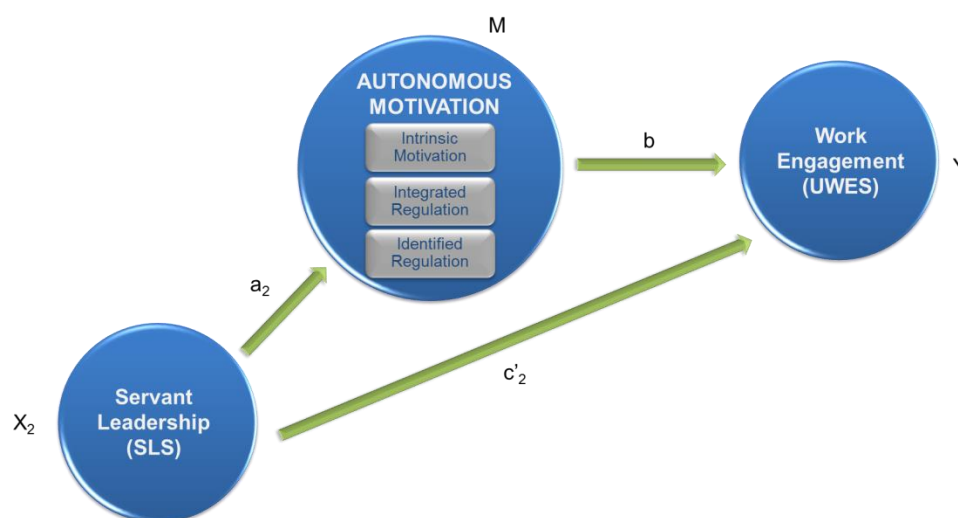 M
AUTONOMOUS
MOTIVATION
Intrinsic
Motivation
Integrated
Regulation
Identified
Regulation
b
Work
Engagement
(UWES)
a₂
c'₂
X₂
Servant
Leadership
(SLS)